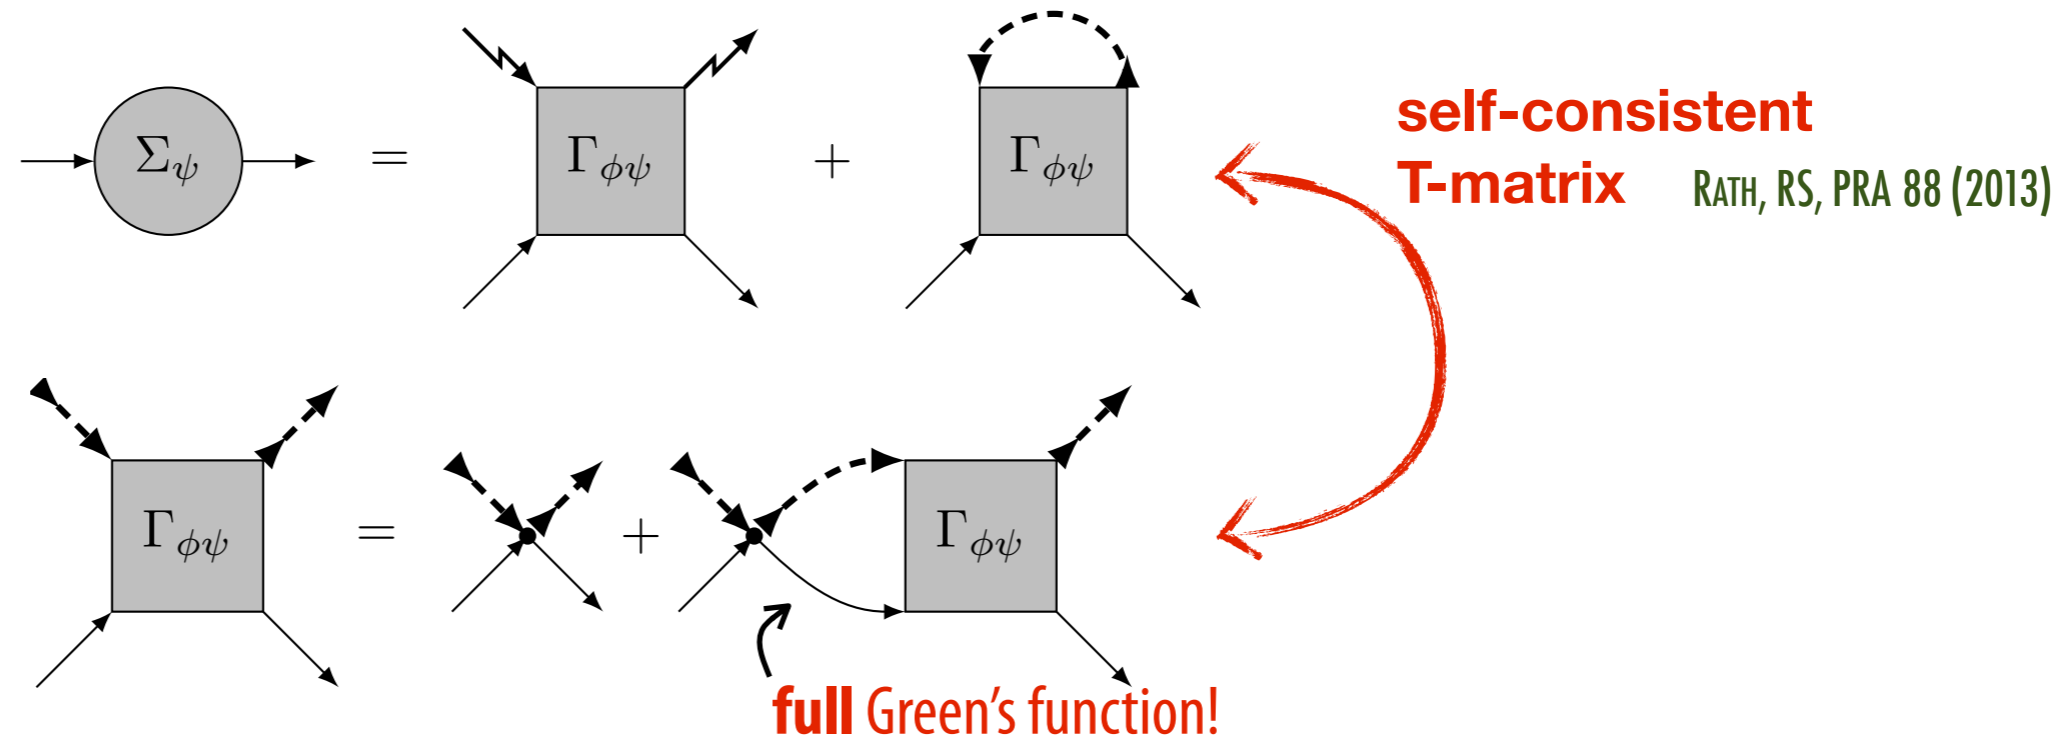 Σψ = Γϕψ + Γϕψ
self-consistent
T-matrix RATH, RS, PRA 88 (2013)
Γϕψ = + Γϕψ
full Green's function!